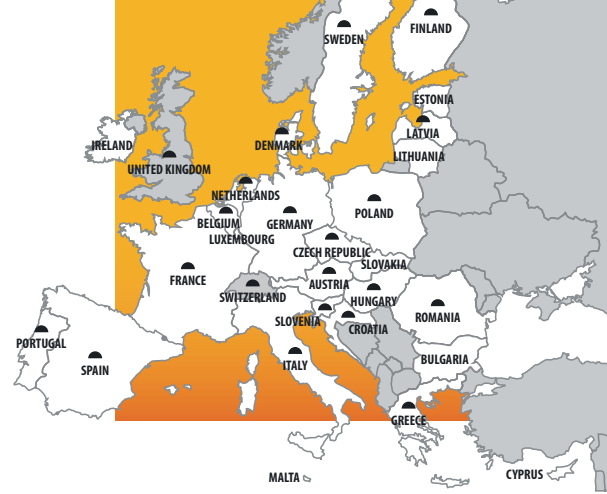 FINLAND
SWEDEN
ESTONIA
LATVIA
IRELAND
DENMARK
LITHUANIA
UNITED KINGDOM
NETHERLANDS
POLAND
BELGIUM
GERMANY
LUXEMBOURG
CZECH REPUBLIC
SLOVAKIA
FRANCE
AUSTRIA
SWITZERLAND
HUNGARY
ROMANIA
SLOVENIA
CROATIA
PORTUGAL
BULGARIA
SPAIN
ITALY
GREECE
MALTA
CYPRUS